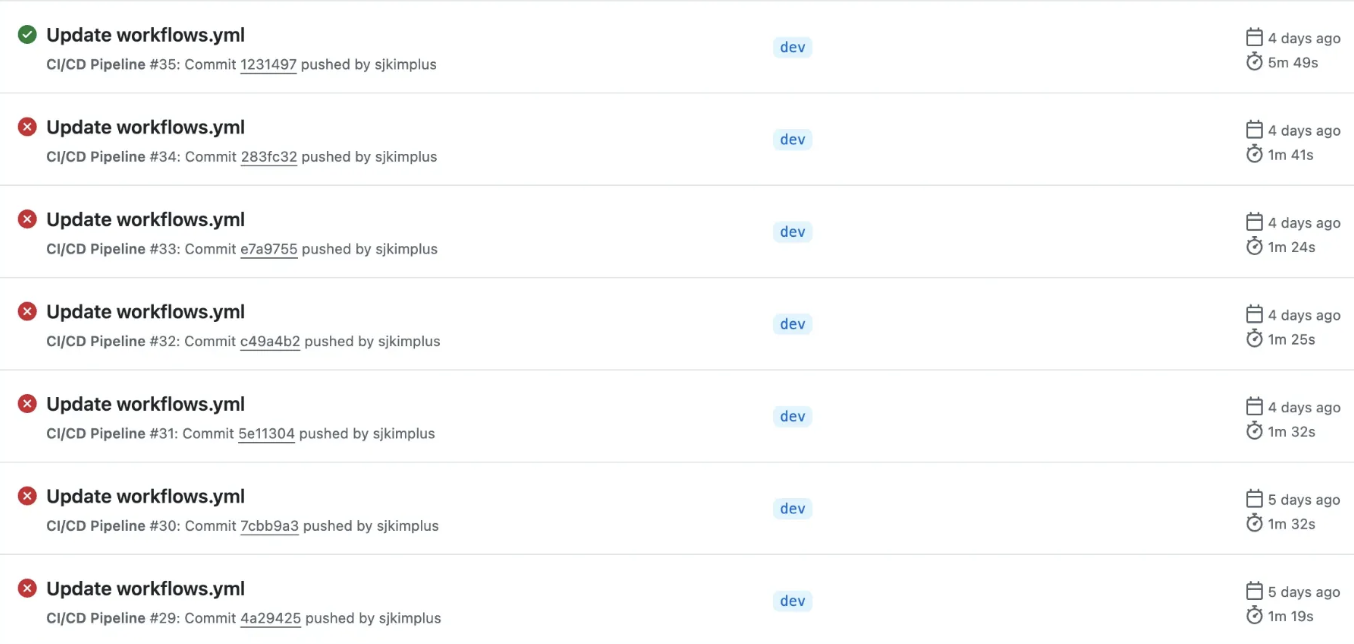 Update workflows.yml
CI/CD Pipeline #35: Commit 1231497 pushed by sjkimplus
dev
4 days ago
5m 49s
Update workflows.yml
CI/CD Pipeline #34: Commit 283fc32 pushed by sjkimplus
dev
4 days ago
1m 41s
Update workflows.yml
CI/CD Pipeline #33: Commit e7a9755 pushed by sjkimplus
dev
4 days ago
1m 24s
Update workflows.yml
CI/CD Pipeline #32: Commit c49a4b2 pushed by sjkimplus
dev
4 days ago
1m 25s
Update workflows.yml
CI/CD Pipeline #31: Commit 5e11304 pushed by sjkimplus
dev
4 days ago
1m 32s
Update workflows.yml
CI/CD Pipeline #30: Commit 7cbb9a3 pushed by sjkimplus
dev
5 days ago
1m 32s
Update workflows.yml
CI/CD Pipeline #29: Commit 4a29425 pushed by sjkimplus
dev
5 days ago
1m 19s